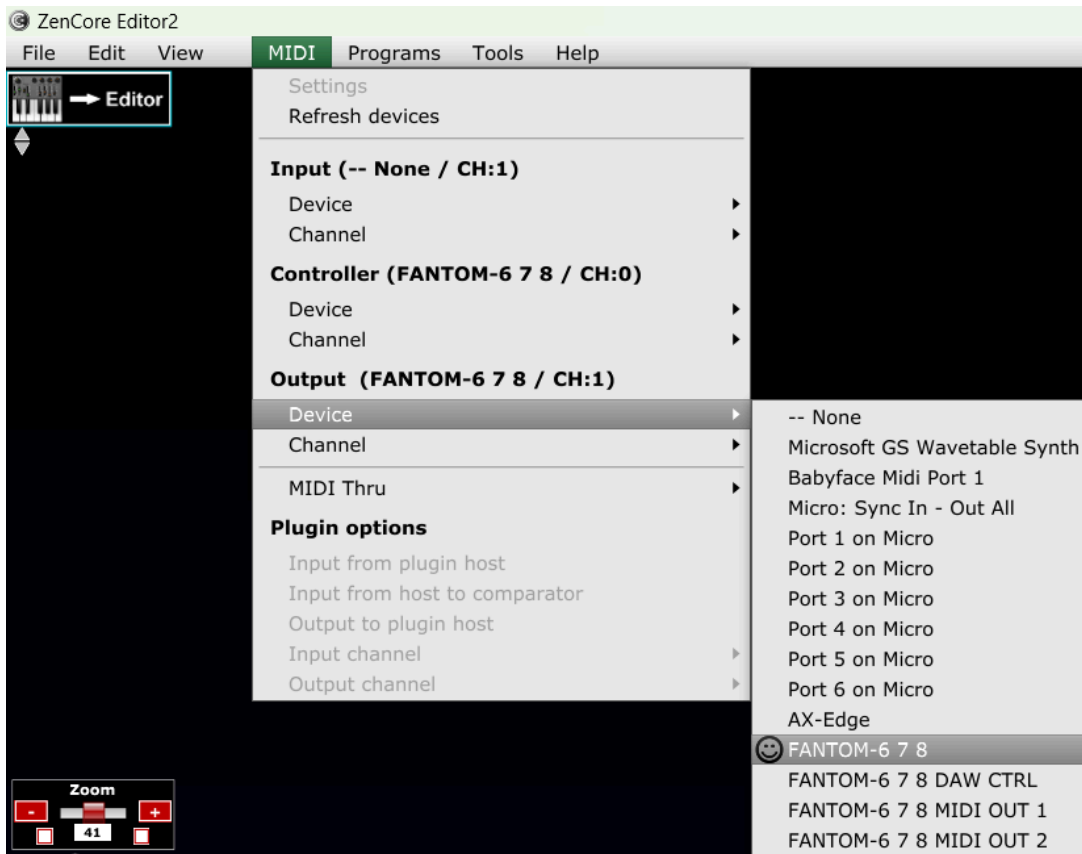 ZenCore Editor2
File Edit View MIDI Programs Tools Help
Editor
Settings
Refresh devices
Input (-- None / CH:1)
Device
Channel
Controller (FANTOM-6 7 8 / CH:0)
Device
Channel
Output (FANTOM-6 7 8 / CH:1)
Device
Channel
MIDI Thru
Plugin options
Input from plugin host
Input from host to comparator
Output to plugin host
Input channel
Output channel
-- None
Microsoft GS Wavetable Synth
Babyface Midi Port 1
Micro: Sync In - Out All
Port 1 on Micro
Port 2 on Micro
Port 3 on Micro
Port 4 on Micro
Port 5 on Micro
Port 6 on Micro
AX-Edge
FANTOM-6 7 8
FANTOM-6 7 8 DAW CTRL
FANTOM-6 7 8 MIDI OUT 1
FANTOM-6 7 8 MIDI OUT 2
Zoom
- +
41